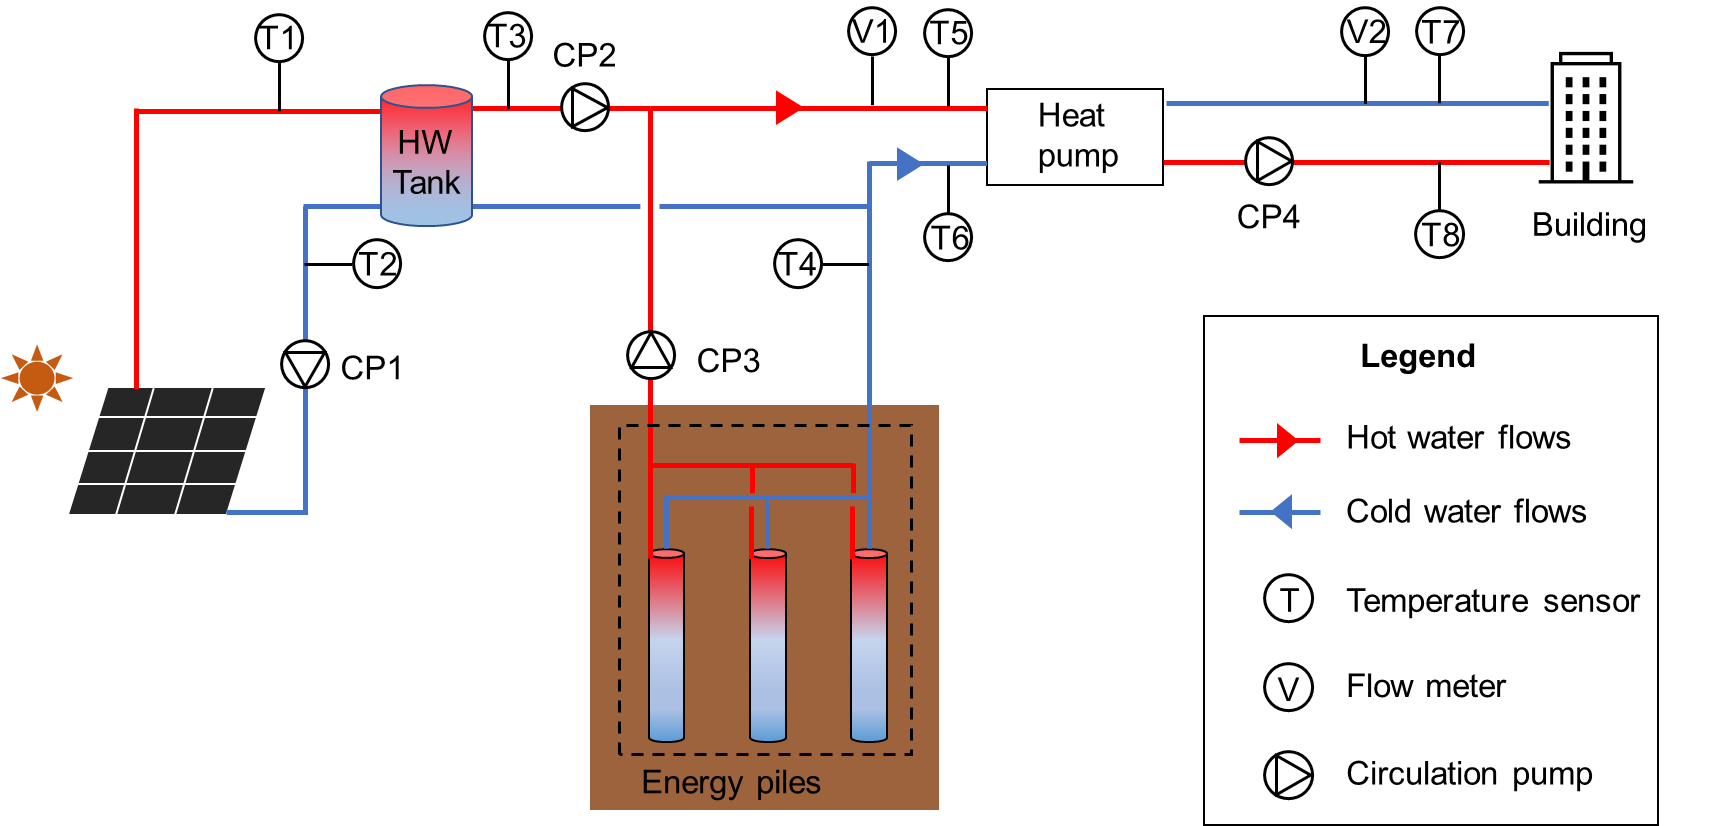 T1
T3
CP2
V1
T5
V2
T7
HW
Tank
Heat
pump
CP4
T2
T4
T6
T8
Building
CP1
CP3
Energy piles
Legend
Hot water flows
Cold water flows
T
Temperature sensor
V
Flow meter
Circulation pump